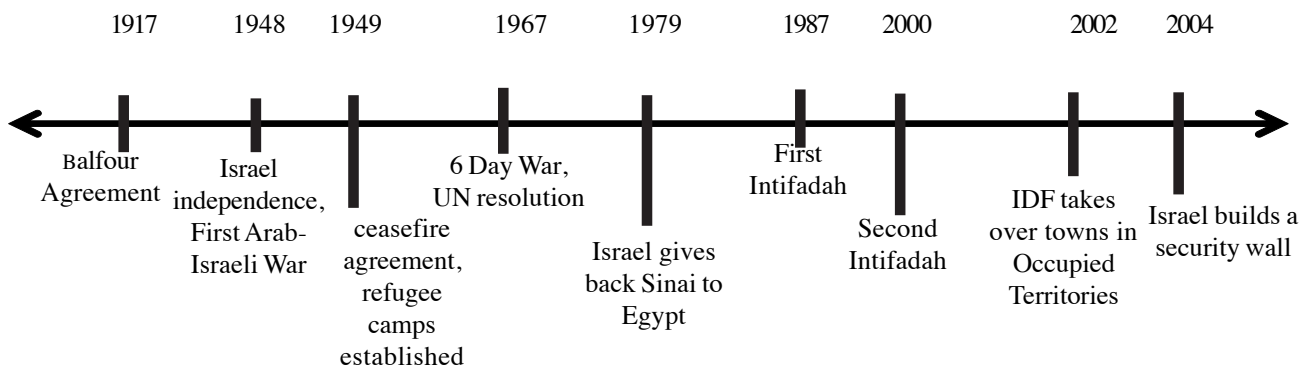 1917 1948 1949 1967 1979 1987 2000 2002 2004
Balfour
Agreement
Israel
independence,
First Arab-
Israeli War
ceasefire
agreement,
refugee
camps
established
6 Day War,
UN resolution
Israel gives
back Sinai to
Egypt
First
Intifadah
Second
Intifadah
IDF takes
over towns in
Occupied
Territories
Israel builds a
security wall